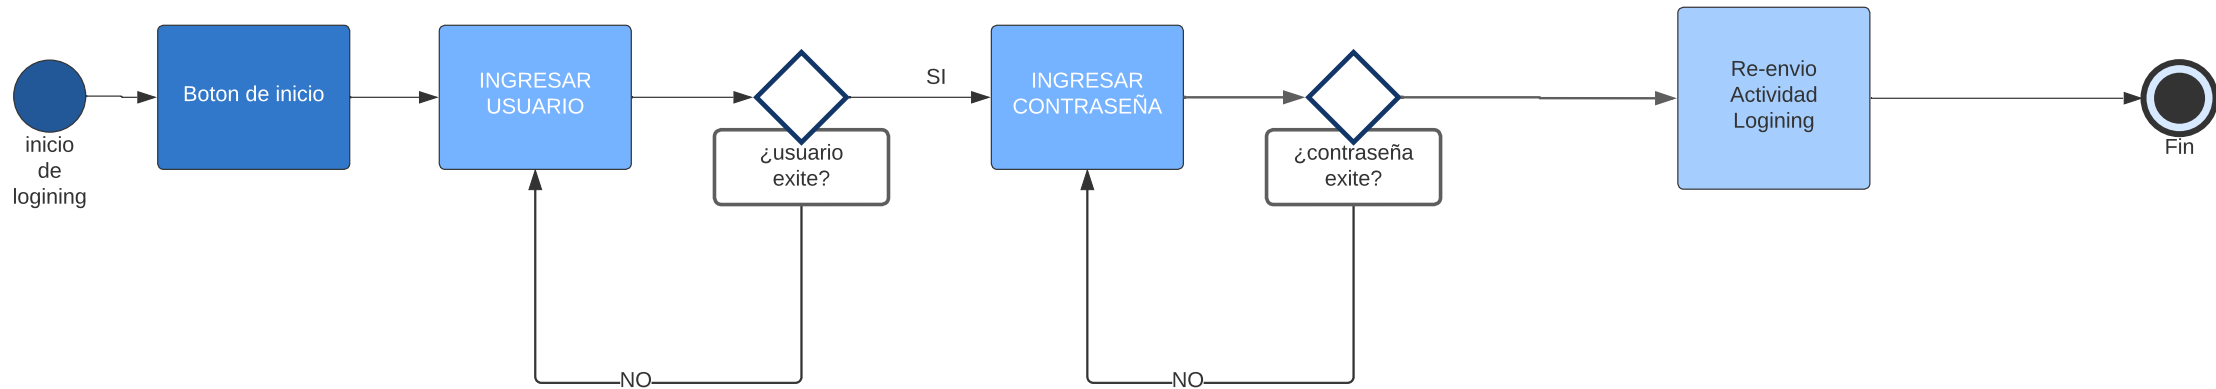 inicio
de
logining
Boton de inicio
INGRESAR
USUARIO
¿usuario
exite?
SI
NO
INGRESAR
CONTRASEÑA
¿contraseña
exite?
NO
Re-envio
Actividad
Logining
Fin